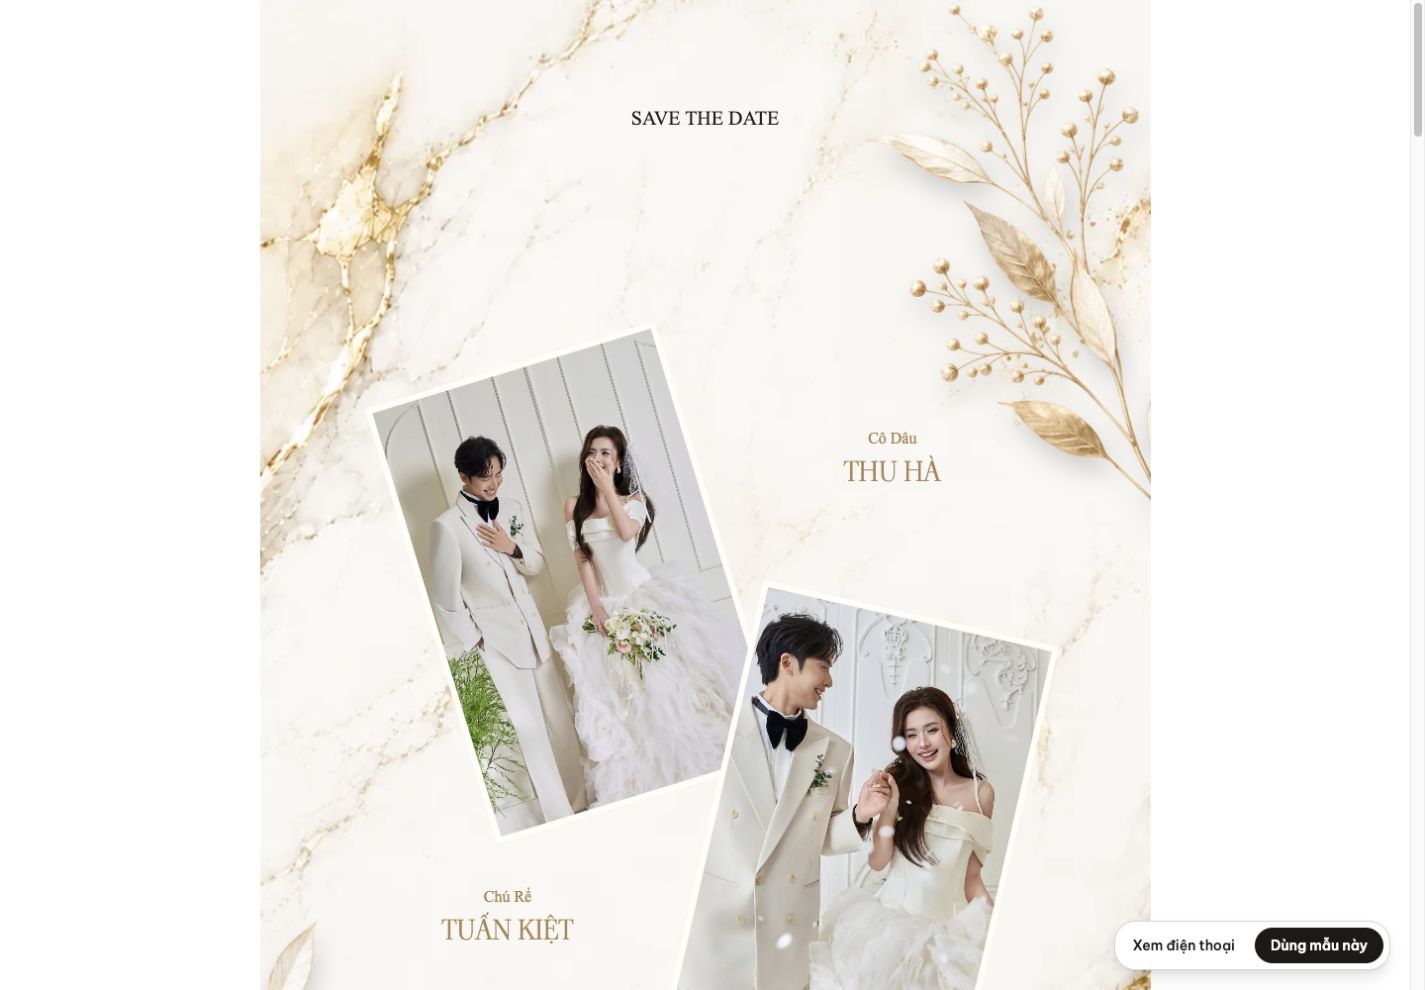 SAVE THE DATE
Cô Dâu
THU HÀ
Chú Rể
TUẤN KIỆT
Xem điện thoại
Dùng mẫu này